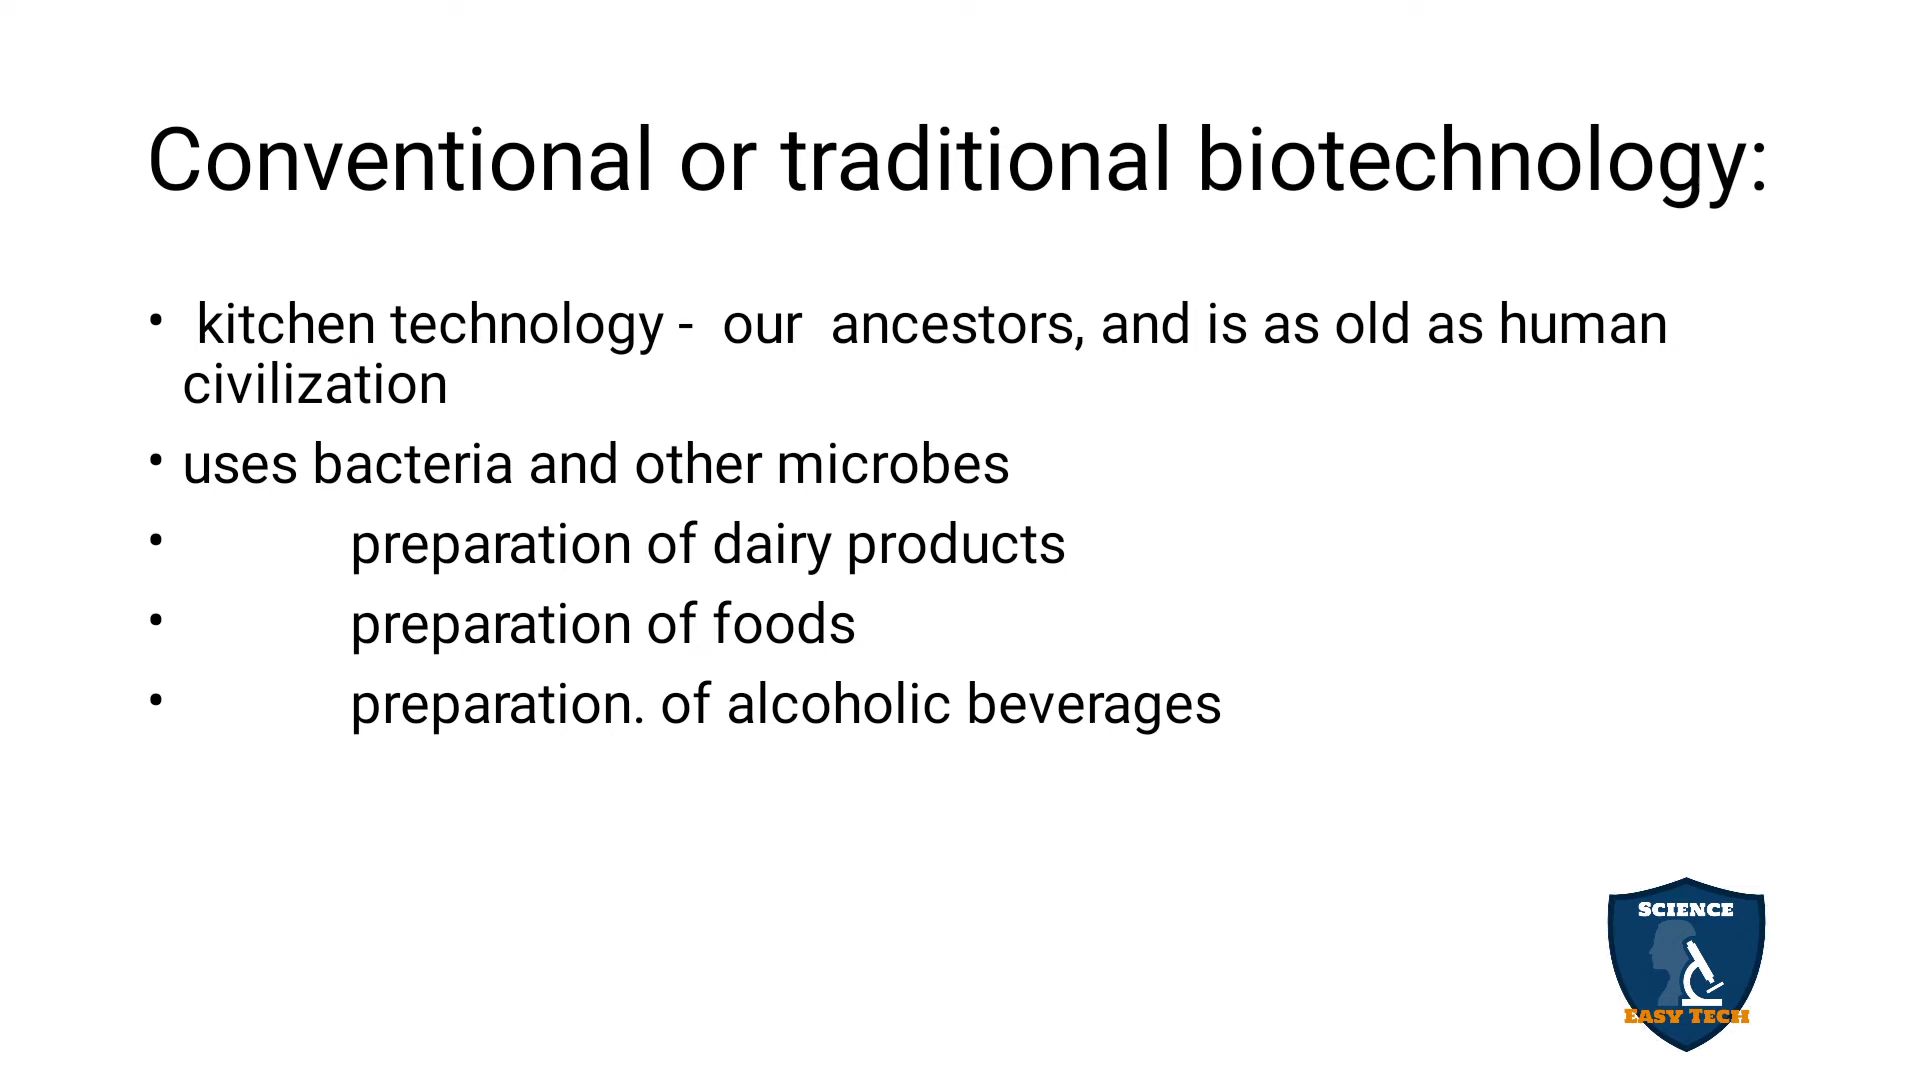 Conventional or traditional biotechnology:
• kitchen technology - our ancestors, and is as old as human
civilization
• uses bacteria and other microbes
• preparation of dairy products
• preparation of foods
• preparation. of alcoholic beverages
SCIENCE
EASY TECH